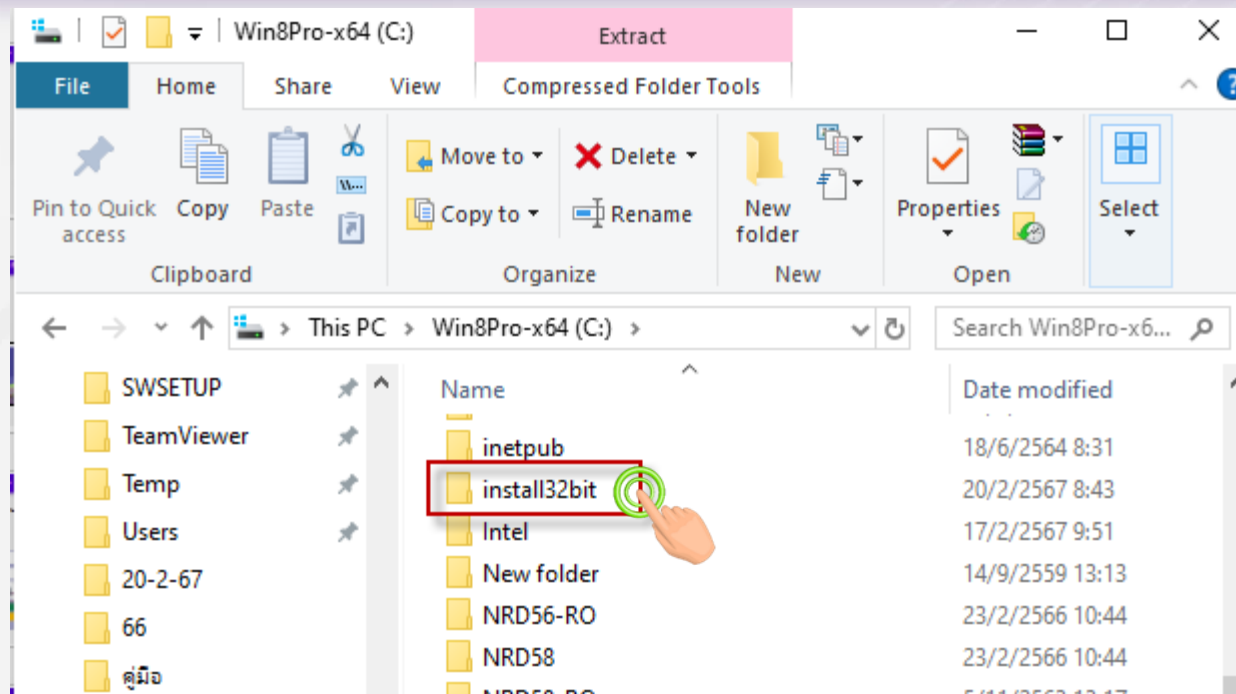 Win8Pro-x64 (C:)
Extract
File Home Share View Compressed Folder Tools
Pin to Quick access
Copy
Paste
Move to
Copy to
Delete
Rename
New folder
Properties
Select
Clipboard Organize New Open
This PC > Win8Pro-x64 (C:) >
Search Win8Pro-x6...
SWSETUP
TeamViewer
Temp
Users
20-2-67
66
คู่มือ
Name Date modified
inetpub 18/6/2564 8:31
install32bit 20/2/2567 8:43
Intel 17/2/2567 9:51
New folder 14/9/2559 13:13
NRD56-RO 23/2/2566 10:44
NRD58 23/2/2566 10:44